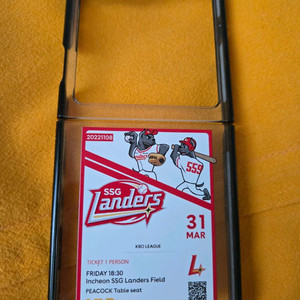 20221108
559
SSG
Landers
31
MAR
KBO LEAGUE
TICKET 1 PERSON
FRIDAY 18:30
Incheon SSG Landers Field
PEACOCK Table seat
L